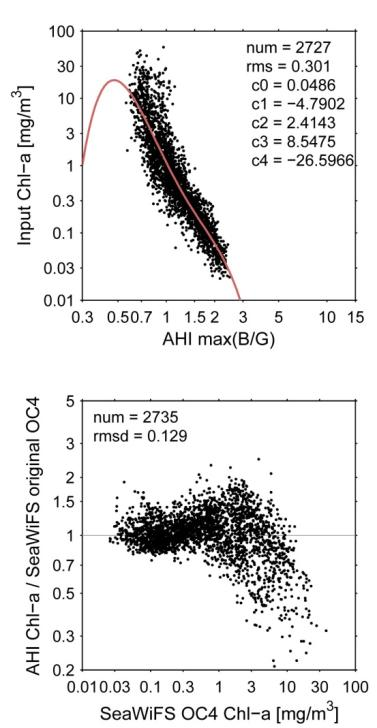 100
30
10
3
1
0.3
0.1
0.03
0.01
Input Chl−a [mg/m³]
num = 2727
rms = 0.301
c0 = 0.0486
c1 = −4.7902
c2 = 2.4143
c3 = 8.5475
c4 = −26.5966
0.3 0.5 0.7 1 1.5 2 3 5 10 15
AHI max(B/G)
5
3
2
1.5
1
0.7
0.5
0.3
0.2
AHI Chl−a / SeaWiFS original OC4
num = 2735
rmsd = 0.129
0.01 0.03 0.1 0.3 1 3 10 30 100
SeaWiFS OC4 Chl−a [mg/m³]